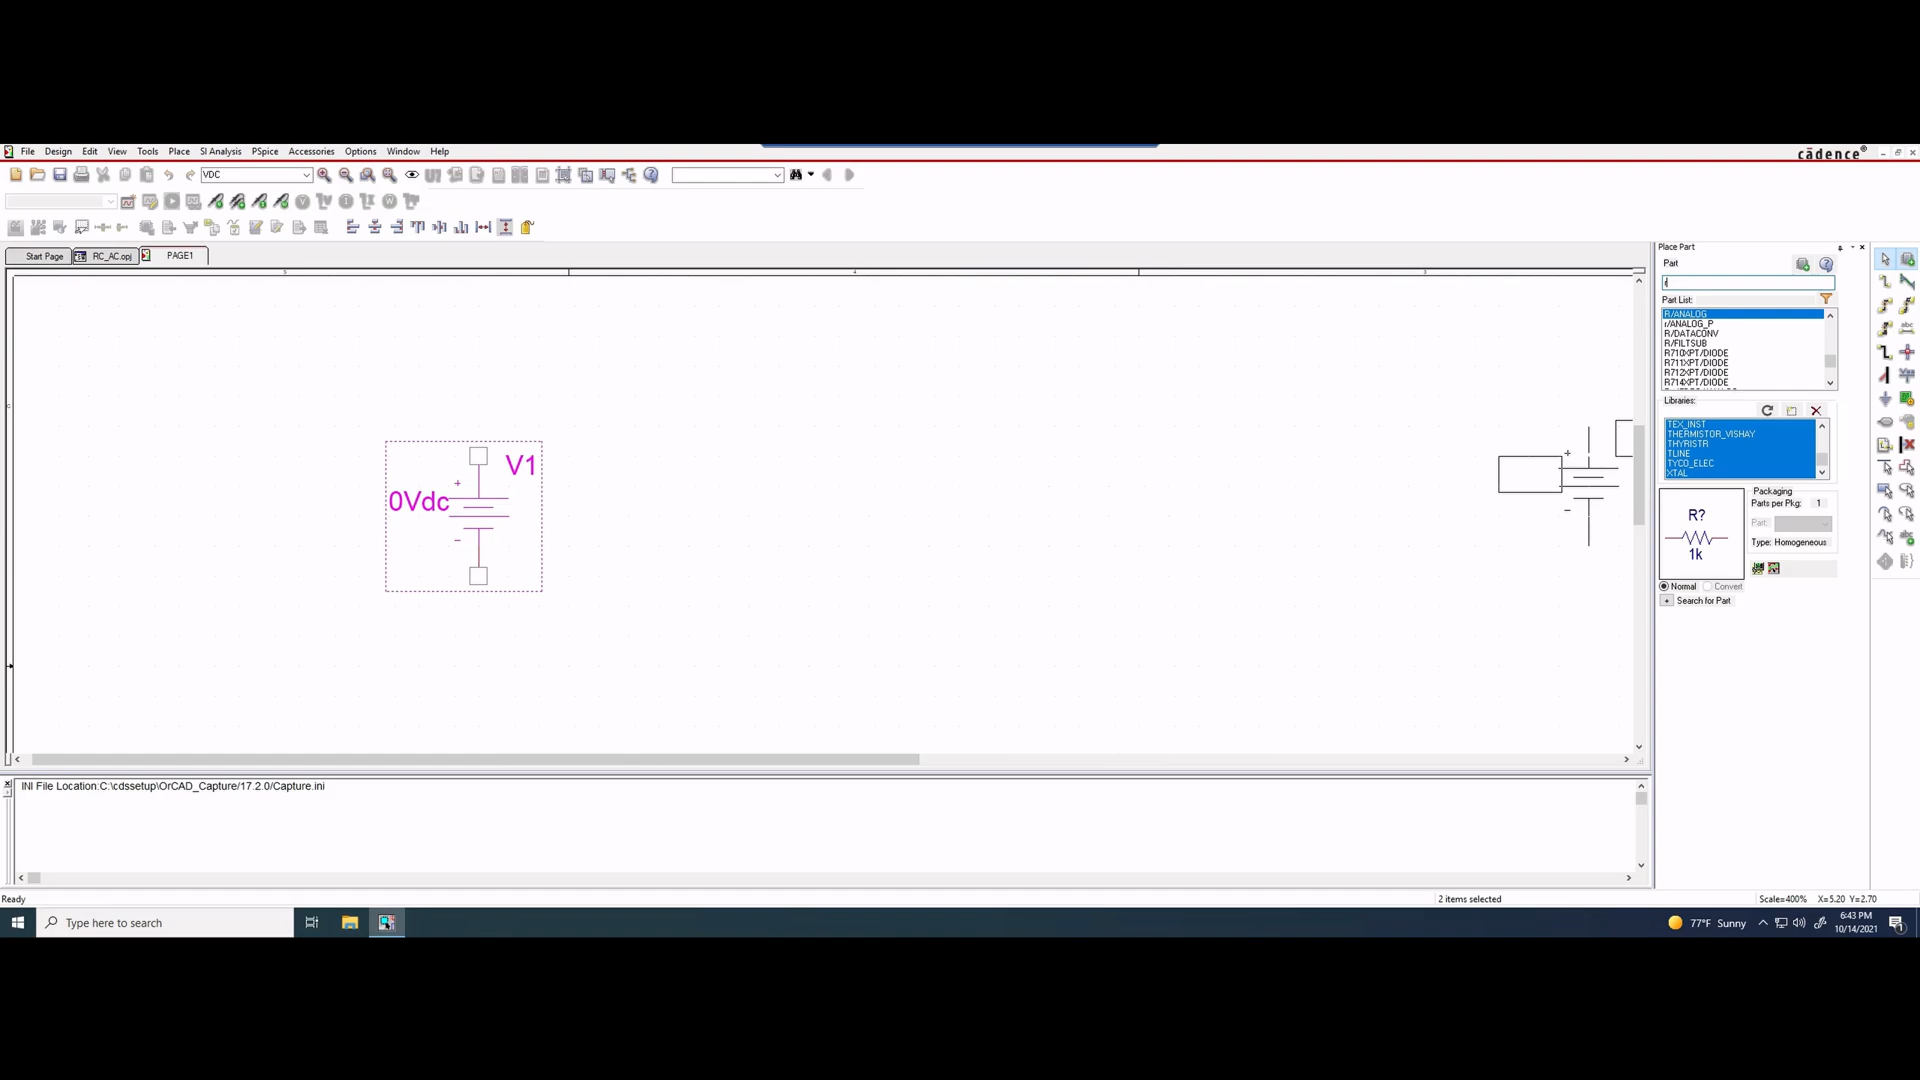 File Design Edit View Tools Place SI Analysis PSpice Accessories Options Window Help
cādence®
VDC
Start Page RC_AC.opj PAGE1
5 4 3
Place Part
Part
r
Part List:
R/ANALOG
r/ANALOG_P
R/DATACONV
R/FILTSUB
R710XPT/DIODE
R711XPT/DIODE
R712XPT/DIODE
R714XPT/DIODE
Libraries:
TEX_INST
THERMISTOR_VISHAY
THYRISTR
TLINE
TYCO_ELEC
XTAL
Packaging
Parts per Pkg: 1
Part:
Type: Homogeneous
R?
1k
Normal Convert
+ Search for Part
V1
+
0Vdc
-
+
-
INI File Location:C:\cdssetup\OrCAD_Capture/17.2.0/Capture.ini
Ready 2 items selected Scale=400% X=5.20 Y=2.70
Type here to search 77°F Sunny 6:43 PM
10/14/2021